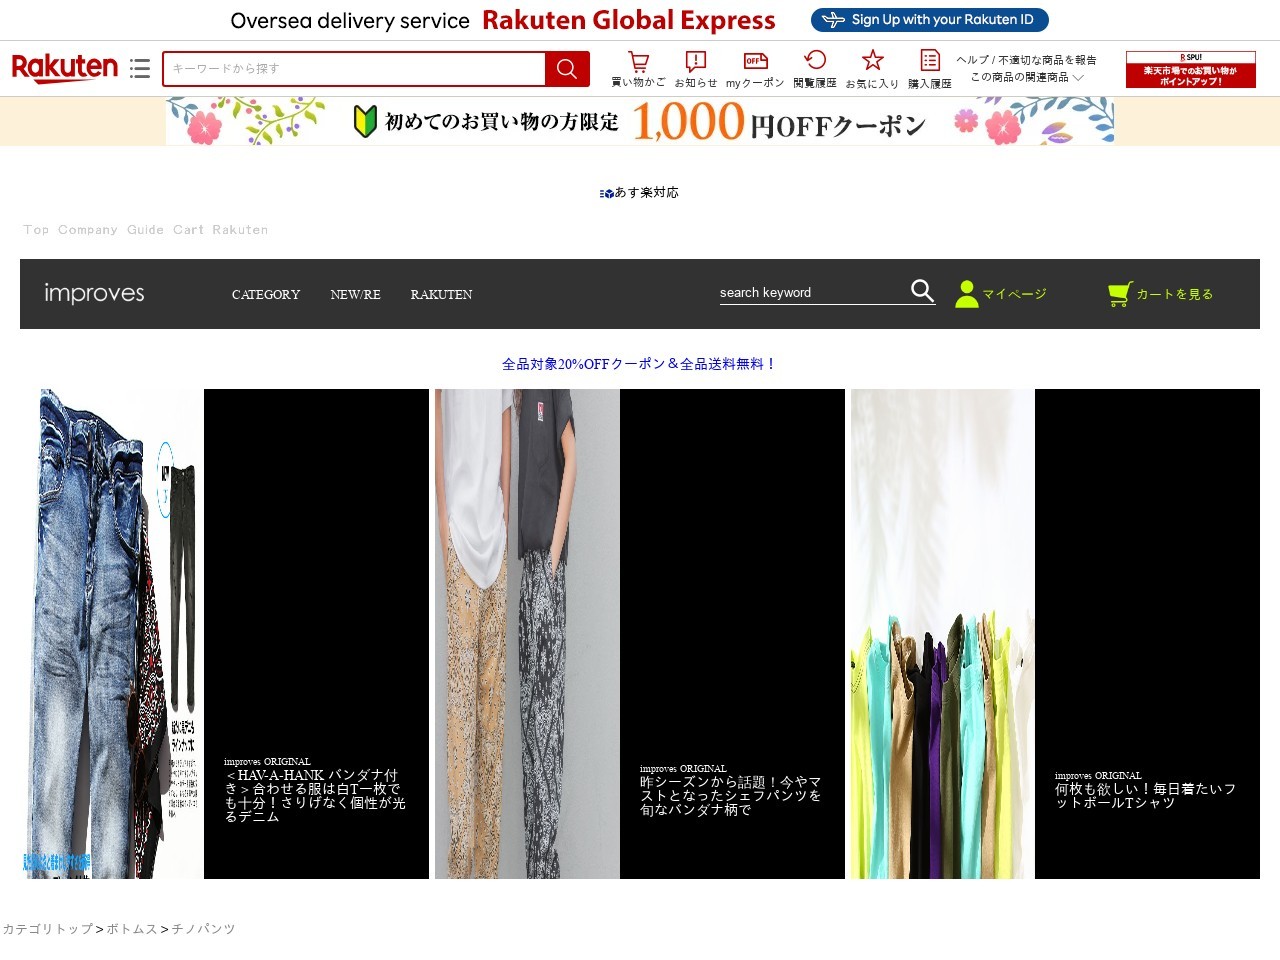 Oversea delivery service Rakuten Global Express Sign Up with your Rakuten ID
Rakuten
キーワードから探す
買い物かご お知らせ myクーポン 閲覧履歴 お気に入り 購入履歴
ヘルプ / 不適切な商品を報告
この商品の関連商品
R SPU!
楽天市場でのお買い物が
ポイントアップ!
初めてのお買い物の方限定 1,000円OFFクーポン
あす楽対応
Top Company Guide Cart Rakuten
improves CATEGORY NEW/RE RAKUTEN search keyword マイページ カートを見る
全品対象20%OFFクーポン＆全品送料無料！
improves ORIGINAL
＜HAV-A-HANK バンダナ付
き＞合わせる服は白T一枚で
も十分！さりげなく個性が光
るデニム
improves ORIGINAL
昨シーズンから話題！今やマ
ストとなったシェフパンツを
旬なバンダナ柄で
improves ORIGINAL
何枚も欲しい！毎日着たいフ
ットボールTシャツ
カテゴリトップ > ボトムス > チノパンツ